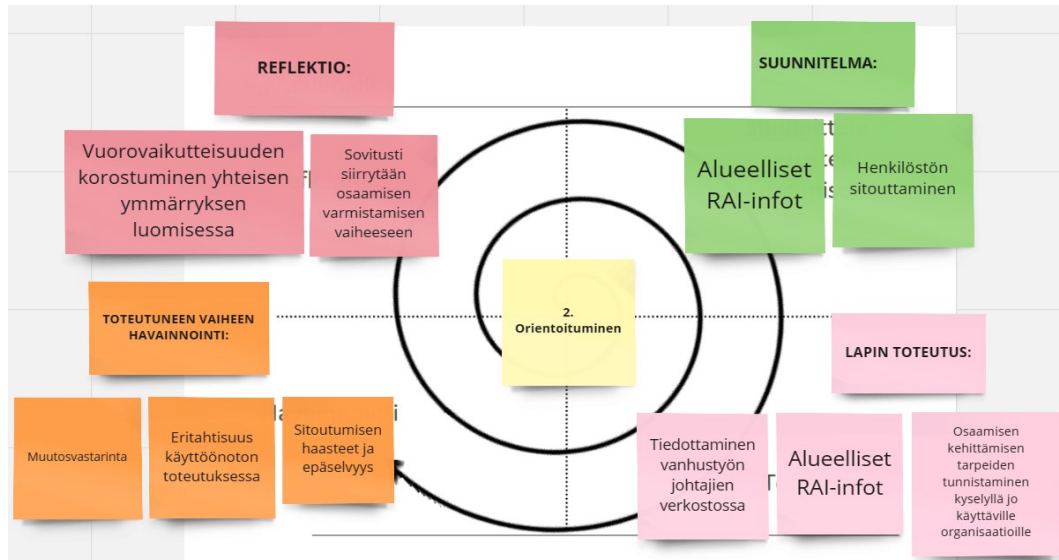 REFLEKTIO:
Vuorovaikutteisuuden
korostuminen yhteisen
ymmärryksen
luomisessa
Sovitusti
siirrytään
osaamisen
varmistamisen
vaiheeseen
SUUNNITELMA:
Alueelliset
RAI-infot
Henkilöstön
sitouttaminen
2.
Orientoituminen
TOTEUTUNEEN VAIHEEN
HAVAINNOINTI:
Muutosvastarinta
Eritahtisuus
käyttöönoton
toteutuksessa
Sitoutumisen
haasteet ja
epäselvyys
LAPIN TOTEUTUS:
Tiedottaminen
vanhustyön
johtajien
verkostossa
Alueelliset
RAI-infot
Osaamisen
kehittämisen
tarpeiden
tunnistaminen
kyselyllä jo
käyttäville
organisaatioille